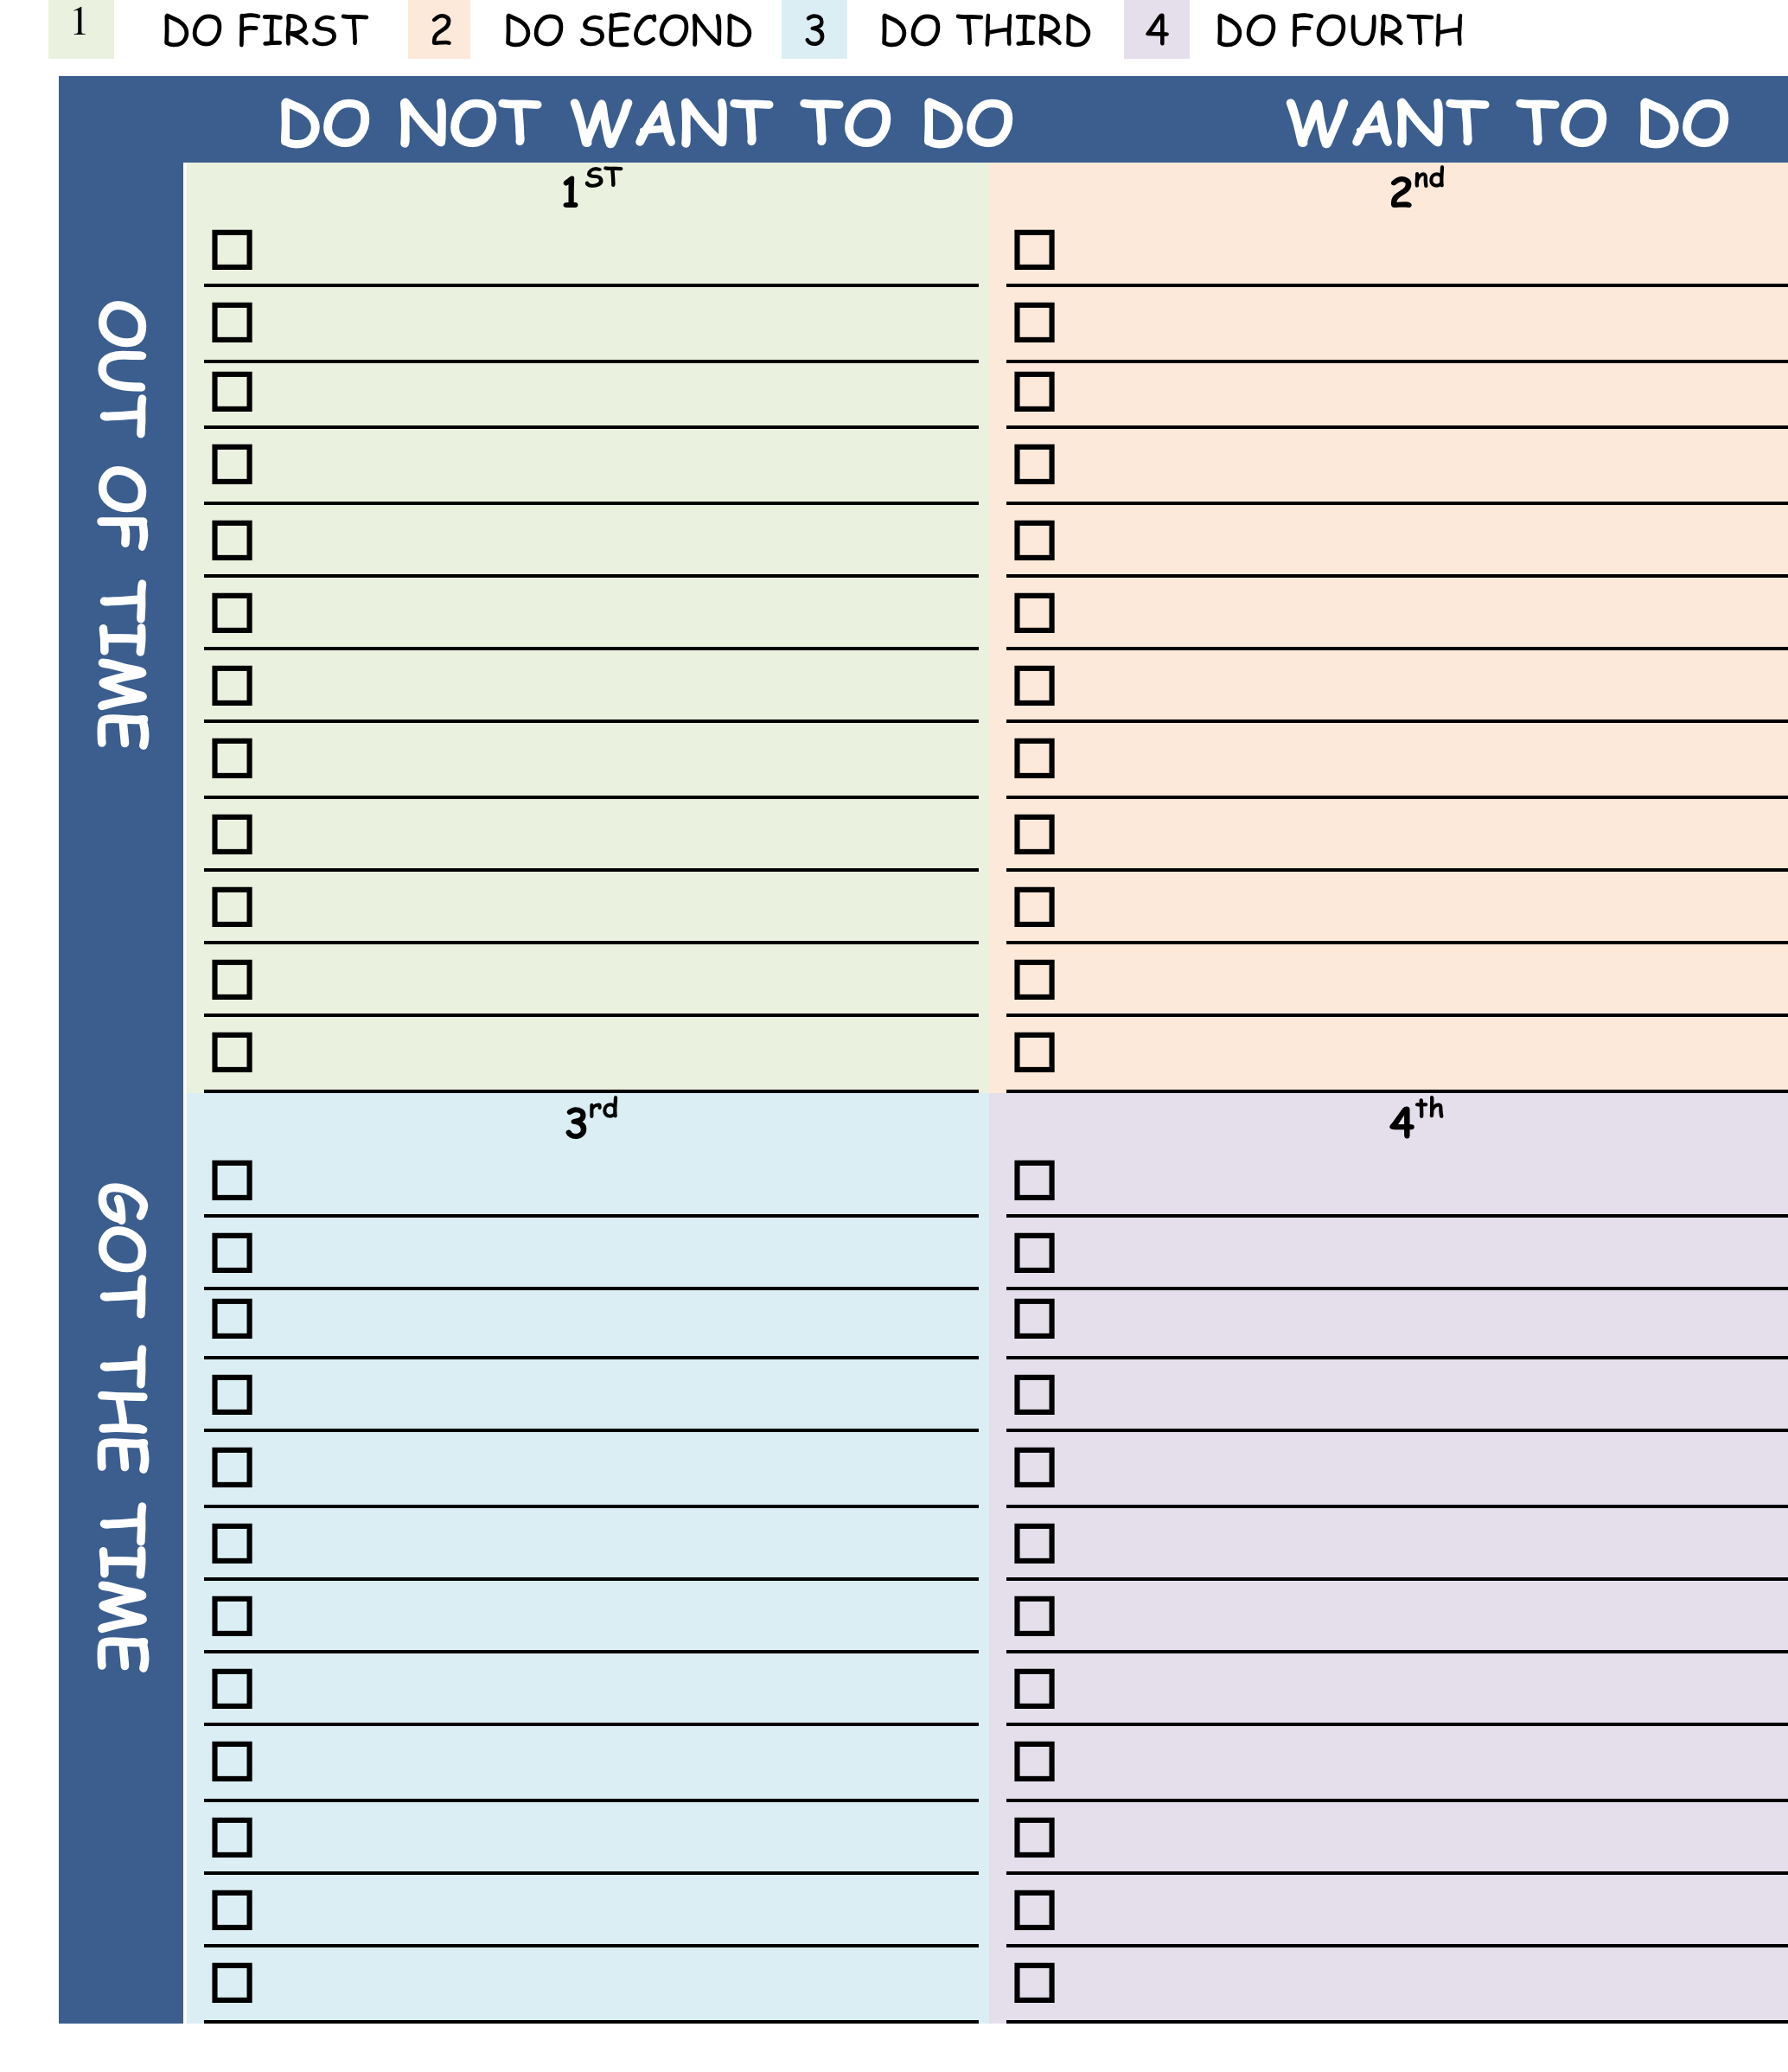 1 DO FIRST 2 DO SECOND 3 DO THIRD 4 DO FOURTH
DO NOT WANT TO DO WANT TO DO
OUT OF TIME
1ST 2nd
GOT THE TIME
3rd 4th